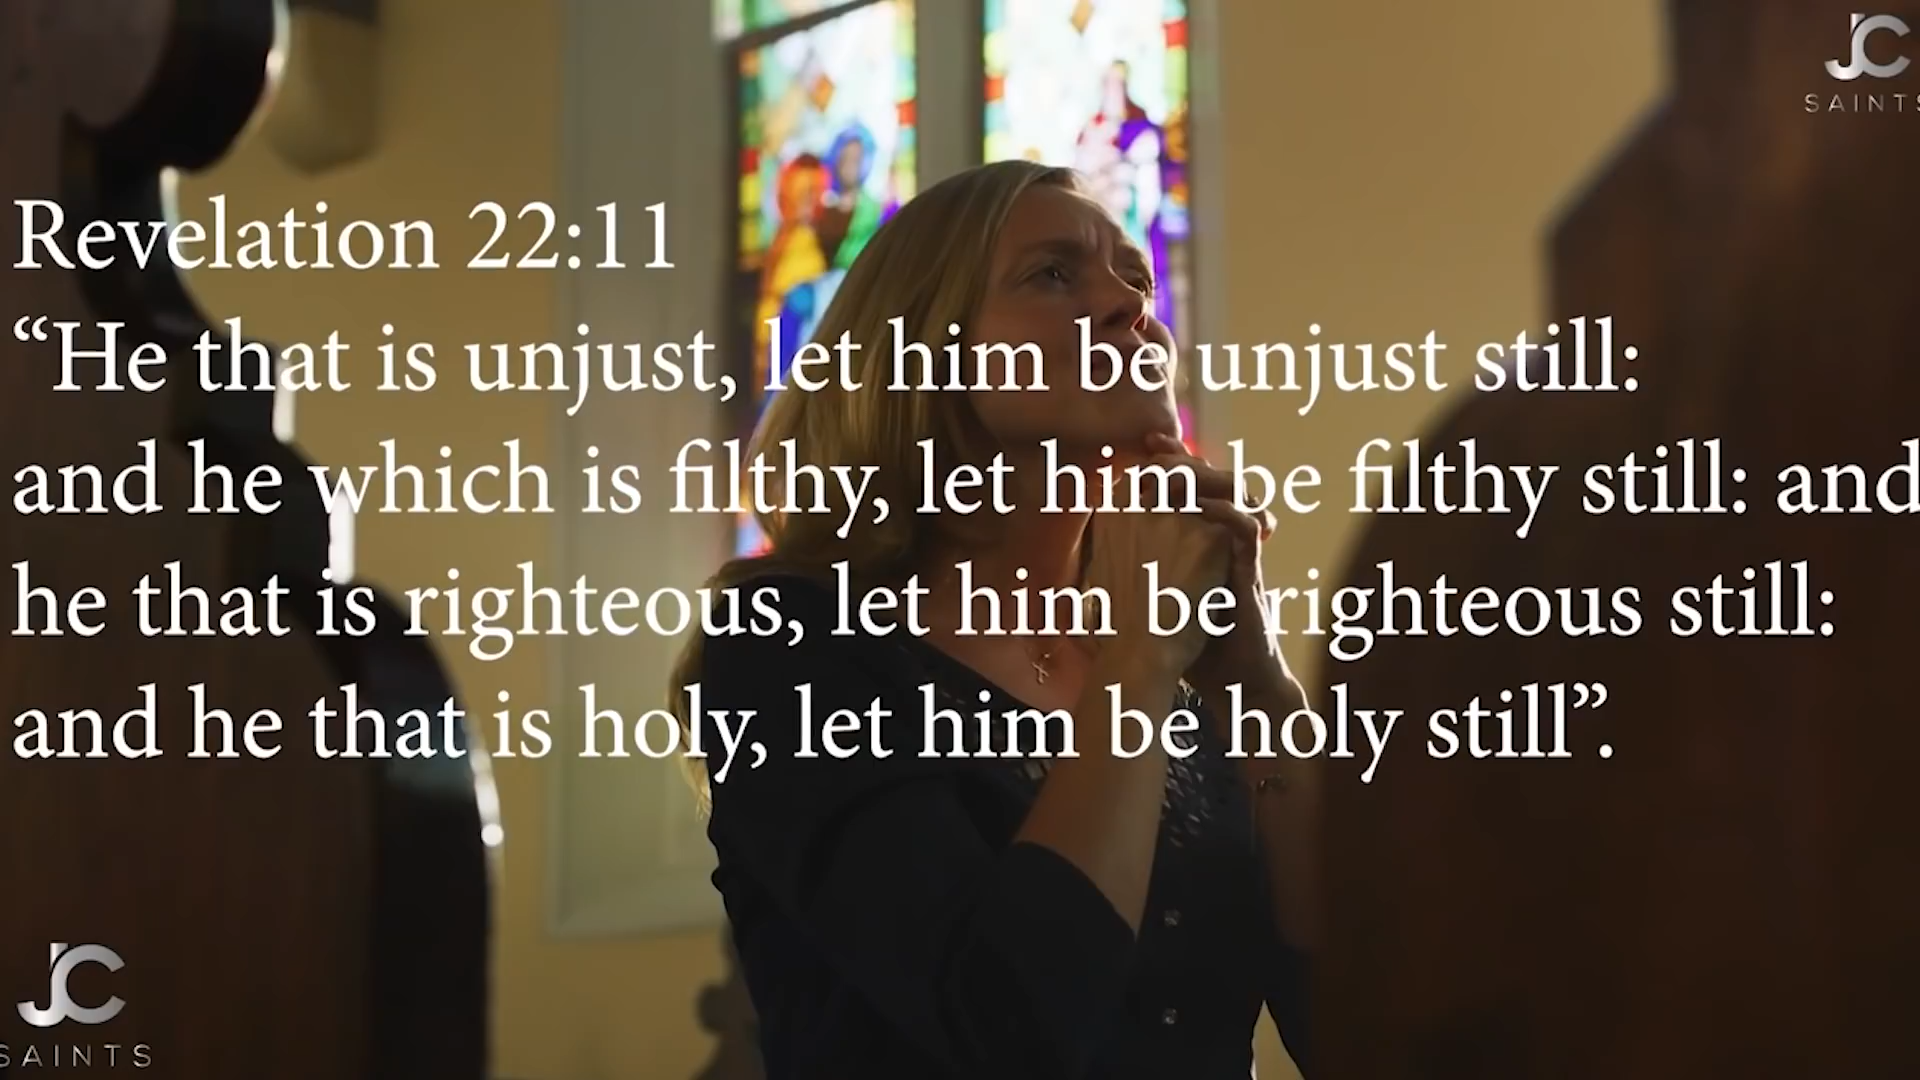 JC
SAINTS
Revelation 22:11
“He that is unjust, let him be unjust still:
and he which is filthy, let him be filthy still: and
he that is righteous, let him be righteous still:
and he that is holy, let him be holy still”.
JC
SAINTS